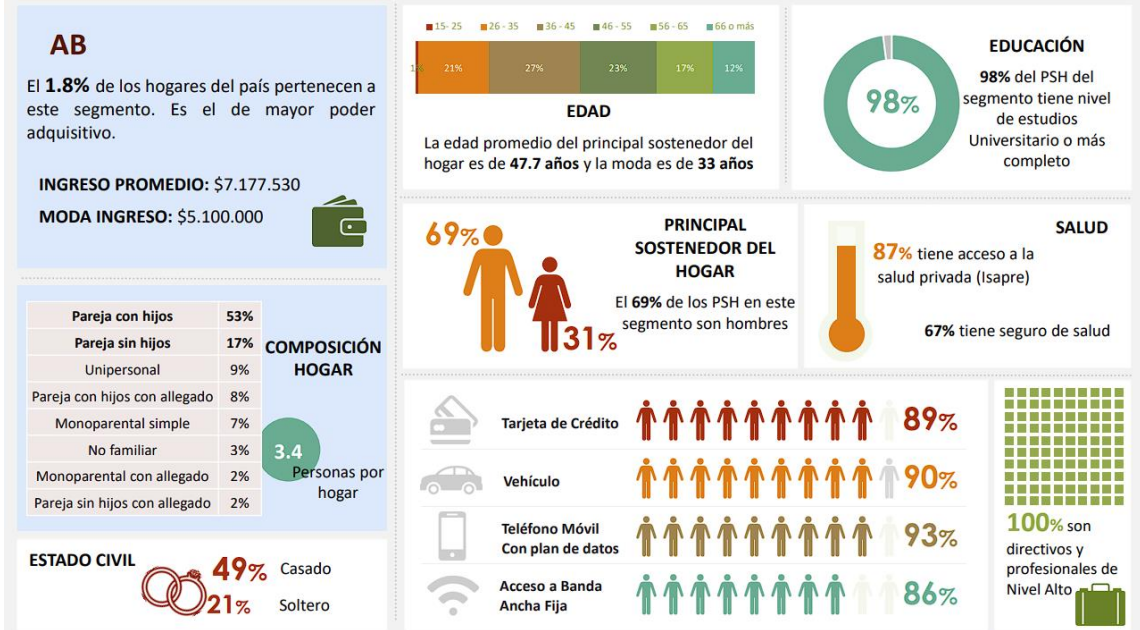 AB
El 1.8% de los hogares del país pertenecen a
este segmento. Es el de mayor poder
adquisitivo.
INGRESO PROMEDIO: $7.177.530
MODA INGRESO: $5.100.000
15- 25 26 - 35 36 - 45 46 - 55 56 - 65 66 o más
1% 21% 27% 23% 17% 12%
EDAD
La edad promedio del principal sostenedor del
hogar es de 47.7 años y la moda es de 33 años
98%
EDUCACIÓN
98% del PSH del
segmento tiene nivel
de estudios
Universitario o más
completo
69%
31%
PRINCIPAL
SOSTENEDOR DEL
HOGAR
El 69% de los PSH en este
segmento son hombres
SALUD
87% tiene acceso a la
salud privada (Isapre)
67% tiene seguro de salud
Pareja con hijos 53%
Pareja sin hijos 17%
Unipersonal 9%
Pareja con hijos con allegado 8%
Monoparental simple 7%
No familiar 3%
Monoparental con allegado 2%
Pareja sin hijos con allegado 2%
COMPOSICIÓN
HOGAR
3.4
Personas por
hogar
ESTADO CIVIL
49% Casado
21% Soltero
Tarjeta de Crédito 89%
Vehículo 90%
Teléfono Móvil
Con plan de datos 93%
Acceso a Banda
Ancha Fija 86%
100% son
directivos y
profesionales de
Nivel Alto